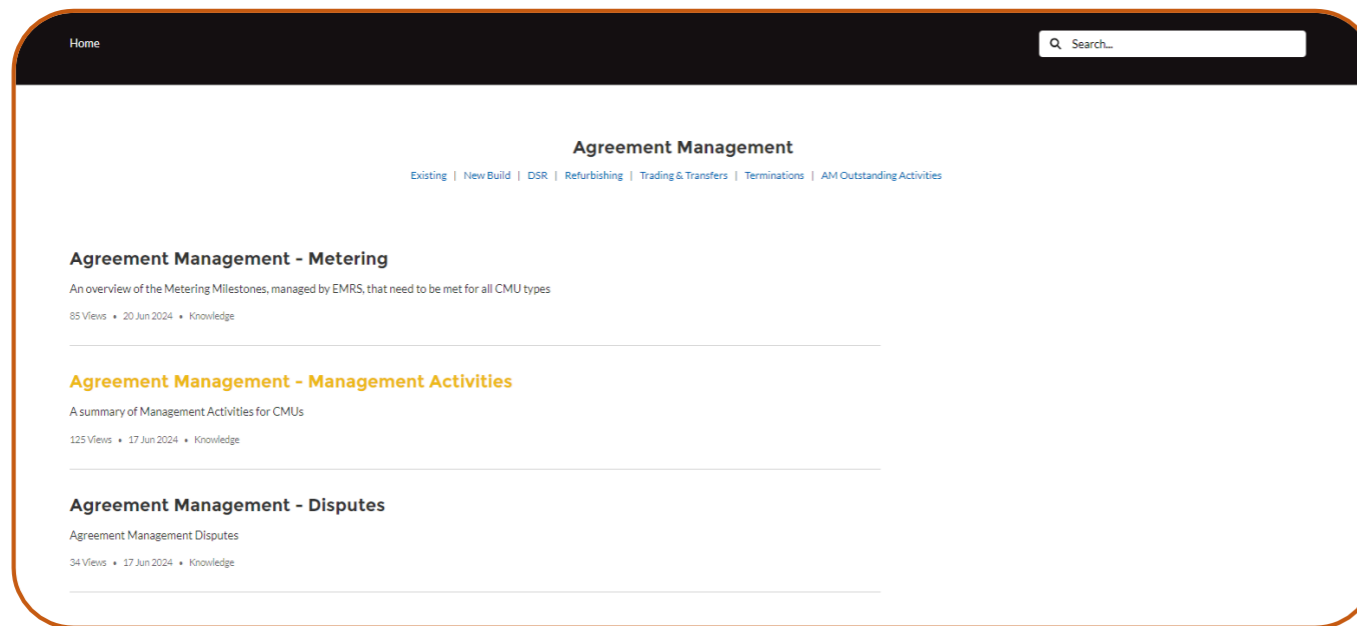 Home
Search...
Agreement Management
Existing | New Build | DSR | Refurbishing | Trading & Transfers | Terminations | AM Outstanding Activities
Agreement Management - Metering
An overview of the Metering Milestones, managed by EMRS, that need to be met for all CMU types
85 Views • 20 Jun 2024 • Knowledge
Agreement Management - Management Activities
A summary of Management Activities for CMUs
125 Views • 17 Jun 2024 • Knowledge
Agreement Management - Disputes
Agreement Management Disputes
34 Views • 17 Jun 2024 • Knowledge